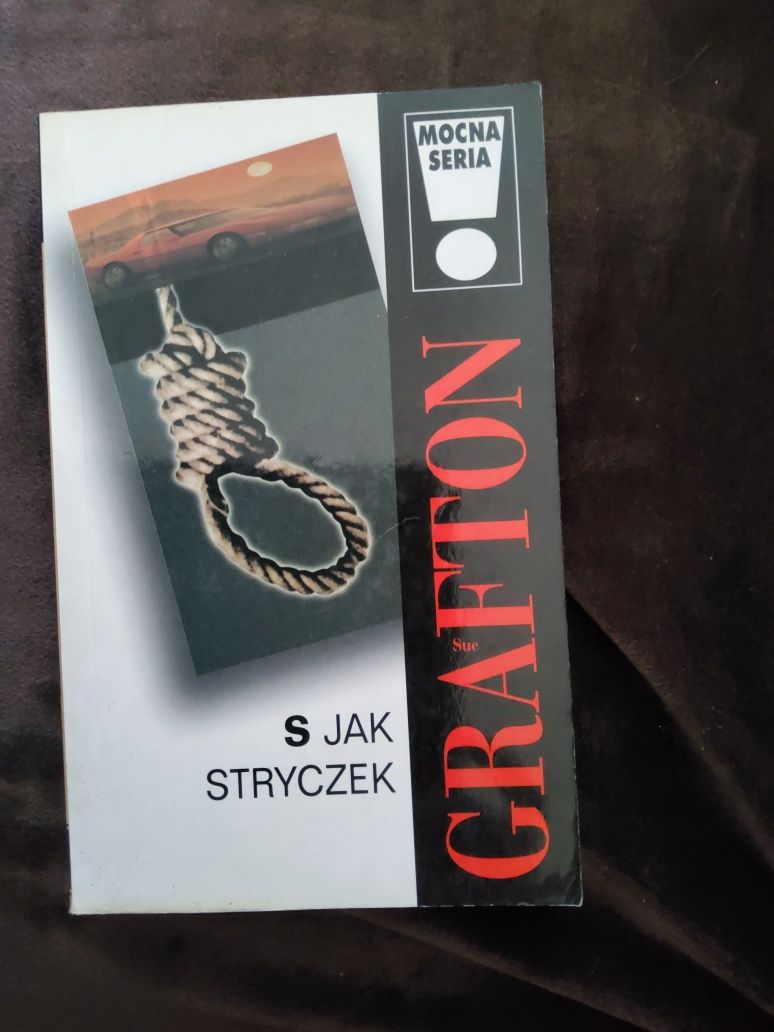 MOCNA
SERIA
Sue
GRAFTON
S JAK
STRYCZEK